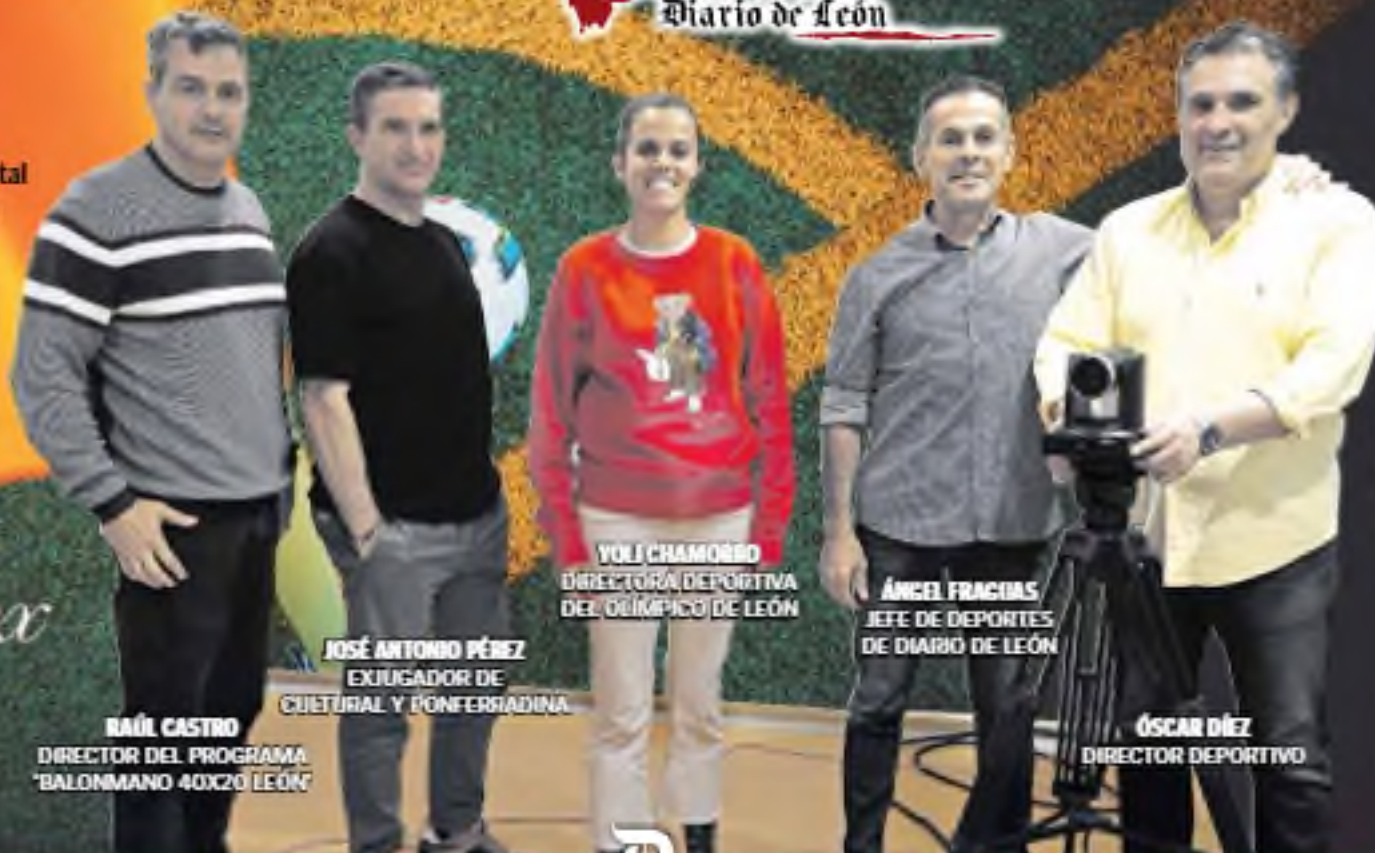 Diario de León
tal
x
RAÚL CASTRO
DIRECTOR DEL PROGRAMA
"BALONMANO 40X20 LEÓN"
JOSÉ ANTONIO PÉREZ
EXJUGADOR DE
CULTURAL Y PONFERRADINA
YOLI CHAMORRO
DIRECTORA DEPORTIVA
DEL OLÍMPICO DE LEÓN
ÁNGEL FRAGUAS
JEFE DE DEPORTES
DE DIARIO DE LEÓN
ÓSCAR DÍEZ
DIRECTOR DEPORTIVO